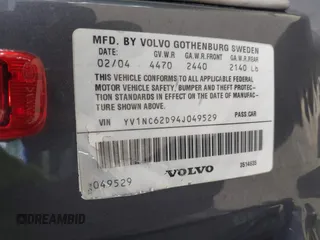 MFD. BY VOLVO GOTHENBURG SWEDEN
DATE GV.W.R GA.W.R.FRONT GA.W.R.REAR
02/04 4470 2440 2140 Lb
THIS VEHICLE CONFORMS TO ALL APPLICABLE FEDERAL
MOTOR VEHICLE SAFETY, BUMPER AND THEFT PROTEC-
TION STANDARDS IN EFFECT ON THE DATE OF MANUFAC-
TURE SHOWN ABOVE
VIN YV1NC62D94J049529 PASS.CAR
049529 VOLVO
DREAMBID